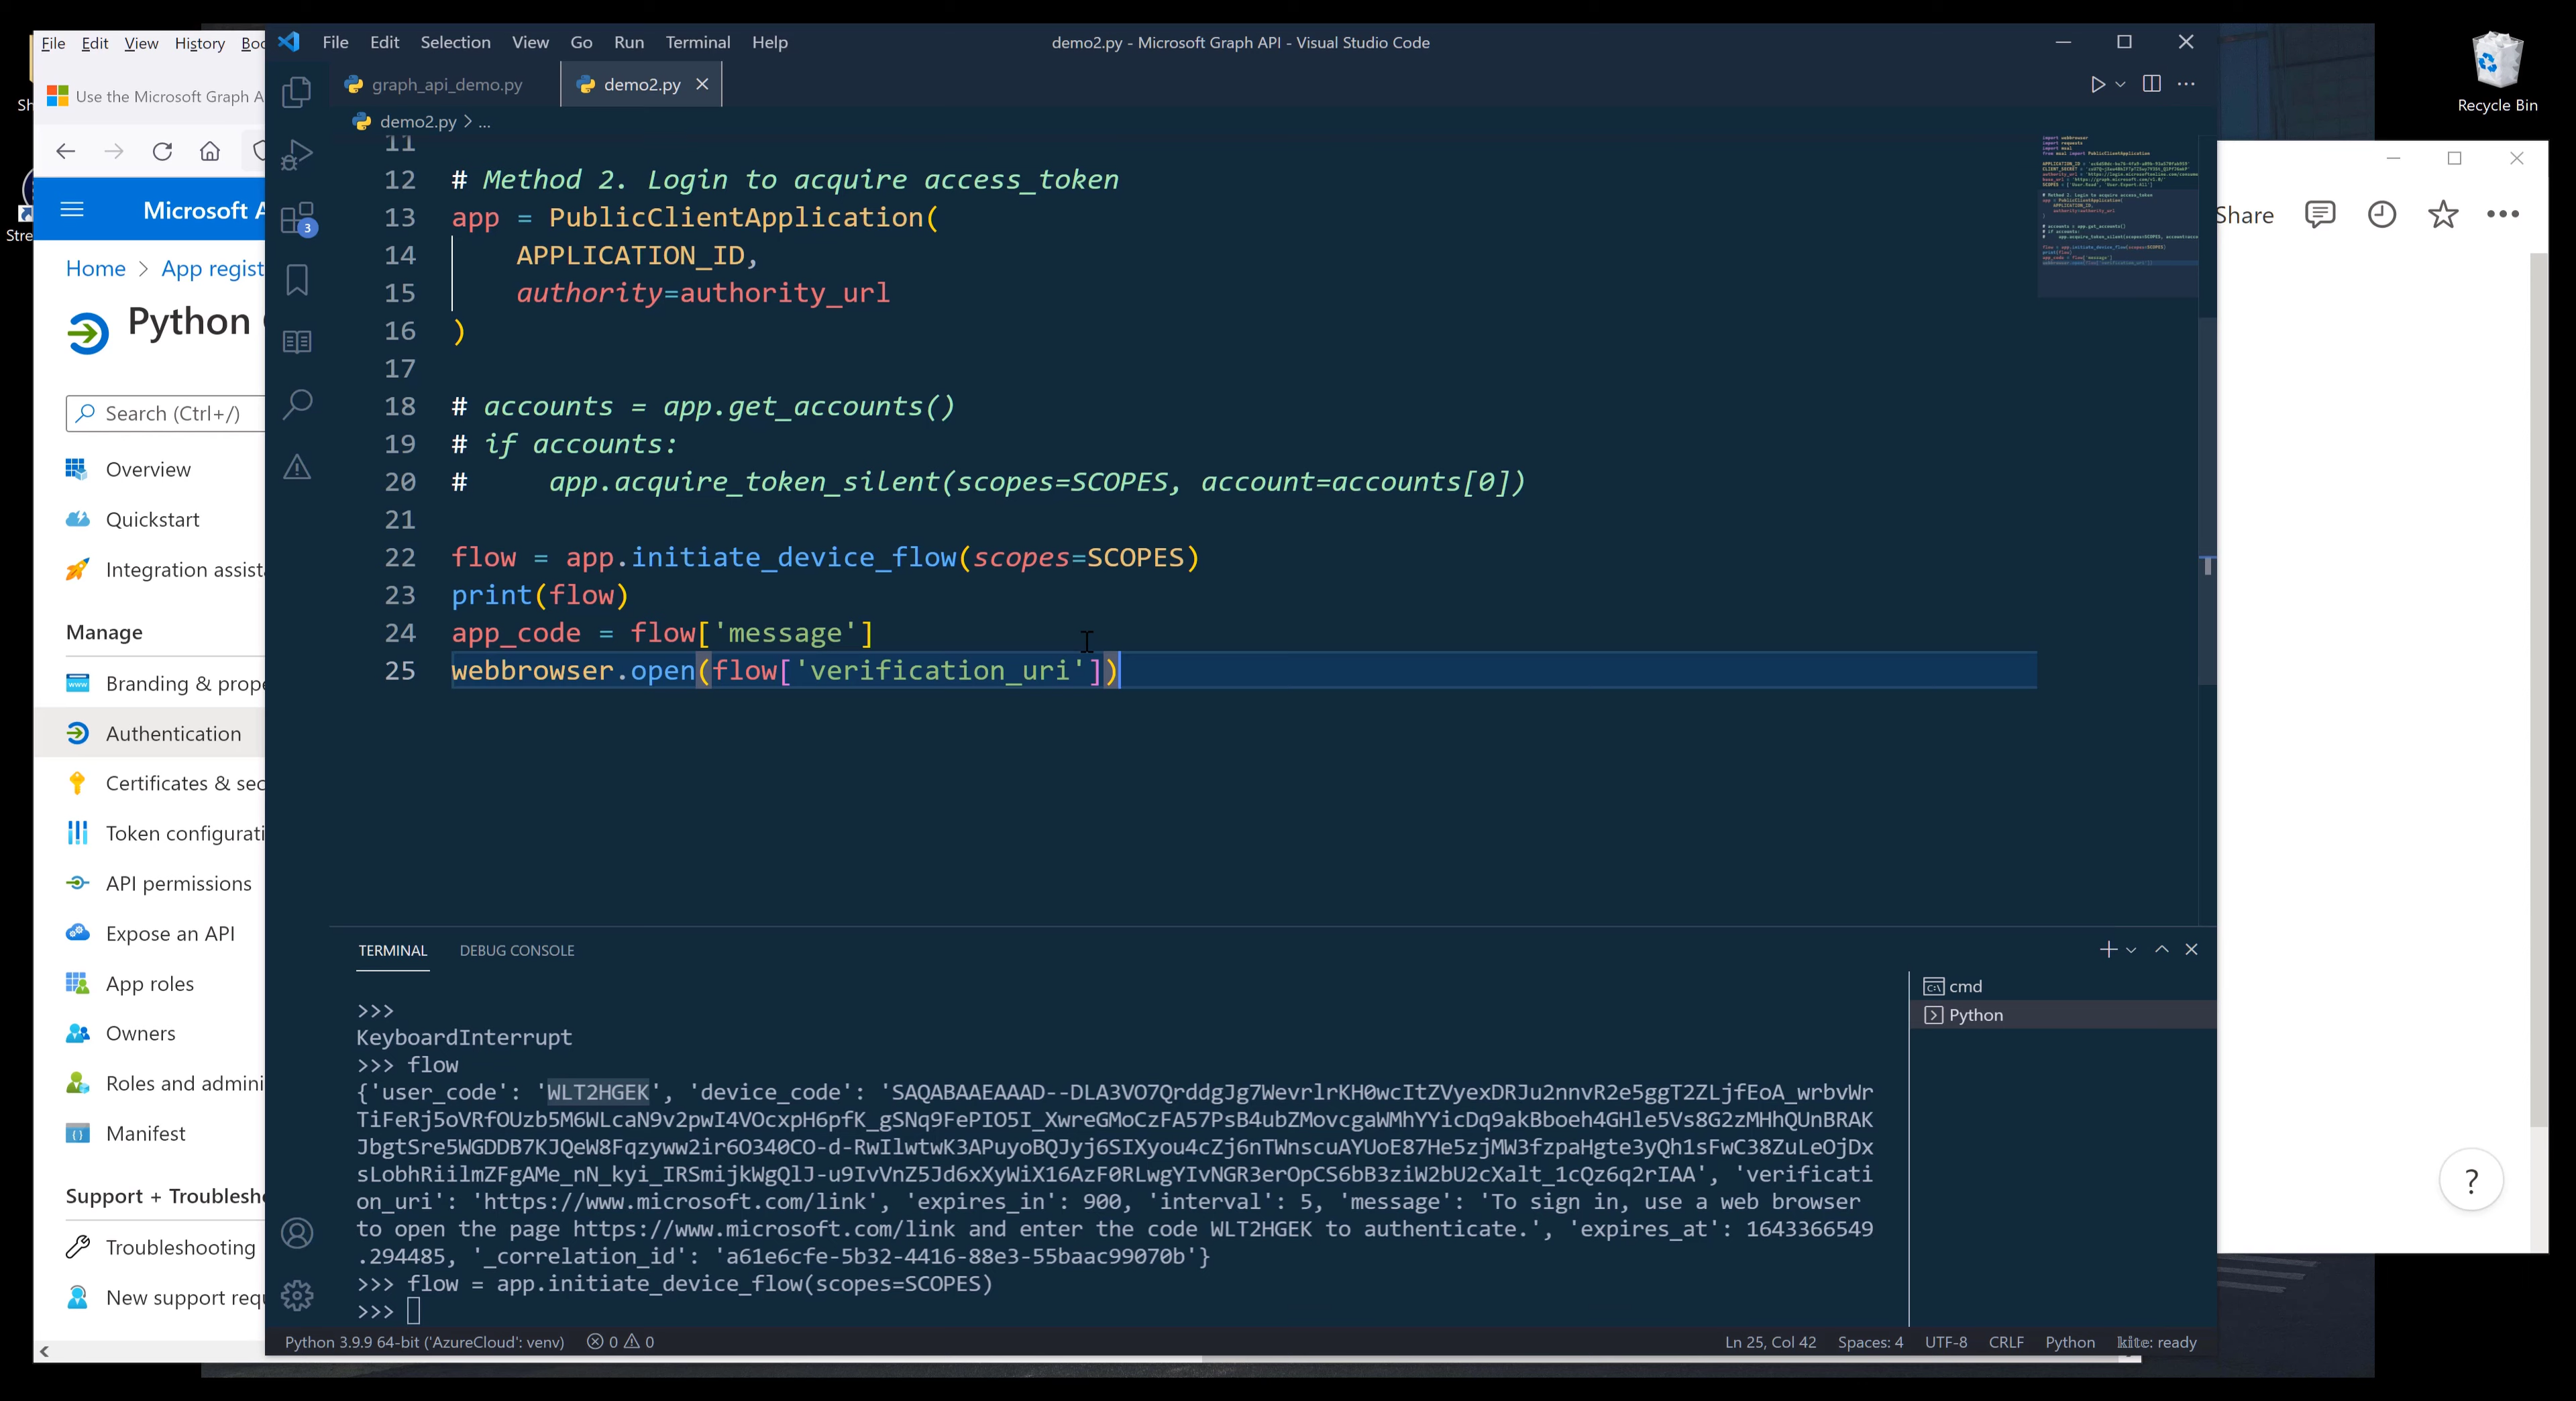 File Edit View History
Use the Microsoft Graph A
Microsoft A
Home > App regist
Python
Search (Ctrl+/)
Overview
Quickstart
Integration assist
Manage
Branding & prope
Authentication
Certificates & sec
Token configurati
API permissions
Expose an API
App roles
Owners
Roles and admini
Manifest
Support + Troublesh
Troubleshooting
New support requ
File Edit Selection View Go Run Terminal Help
demo2.py - Microsoft Graph API - Visual Studio Code
graph_api_demo.py demo2.py
demo2.py > ...
3
11
12 # Method 2. Login to acquire access_token
13 app = PublicClientApplication(
14 APPLICATION_ID,
15 authority=authority_url
16 )
17
18 # accounts = app.get_accounts()
19 # if accounts:
20 # app.acquire_token_silent(scopes=SCOPES, account=accounts[0])
21
22 flow = app.initiate_device_flow(scopes=SCOPES)
23 print(flow)
24 app_code = flow['message']
25 webbrowser.open(flow['verification_uri'])
TERMINAL DEBUG CONSOLE
>>>
KeyboardInterrupt
>>> flow
{'user_code': 'WLT2HGEK', 'device_code': 'SAQABAAEAAAD--DLA3VO7QrddgJg7WevrlrKH0wcItZVyexDRJu2nnvR2e5ggT2ZLjfEoA_wrbvWr
TiFeRj5oVRfOUzb5M6WLcaN9v2pwI4VOcxpH6pfK_gSNq9FePIO5I_XwreGMoCzFA57PsB4ubZMovcgaWMhYYicDq9akBboeh4GHle5Vs8G2zMHhQUnBRAK
JbgtSre5WGDDB7KJQeW8Fqzyww2ir6O340CO-d-RwIlwtwK3APuyoBQJyj6SIXyou4cZj6nTWnscuAYUoE87He5zjMW3fzpaHgte3yQh1sFwC38ZuLeOjDx
sLobhRiilmZFgAMe_nN_kyi_IRSmijkWgQlJ-u9IvVnZ5Jd6xXyWiX16AzF0RLwgYIvNGR3erOpCS6bB3ziW2bU2cXalt_1cQz6q2rIAA', 'verificati
on_uri': 'https://www.microsoft.com/link', 'expires_in': 900, 'interval': 5, 'message': 'To sign in, use a web browser
to open the page https://www.microsoft.com/link and enter the code WLT2HGEK to authenticate.', 'expires_at': 1643366549
.294485, '_correlation_id': 'a61e6cfe-5b32-4416-88e3-55baac99070b'}
>>> flow = app.initiate_device_flow(scopes=SCOPES)
>>>
cmd
Python
Python 3.9.9 64-bit ('AzureCloud': venv) 0 0
Ln 25, Col 42 Spaces: 4 UTF-8 CRLF Python kite: ready
Share
?
Recycle Bin